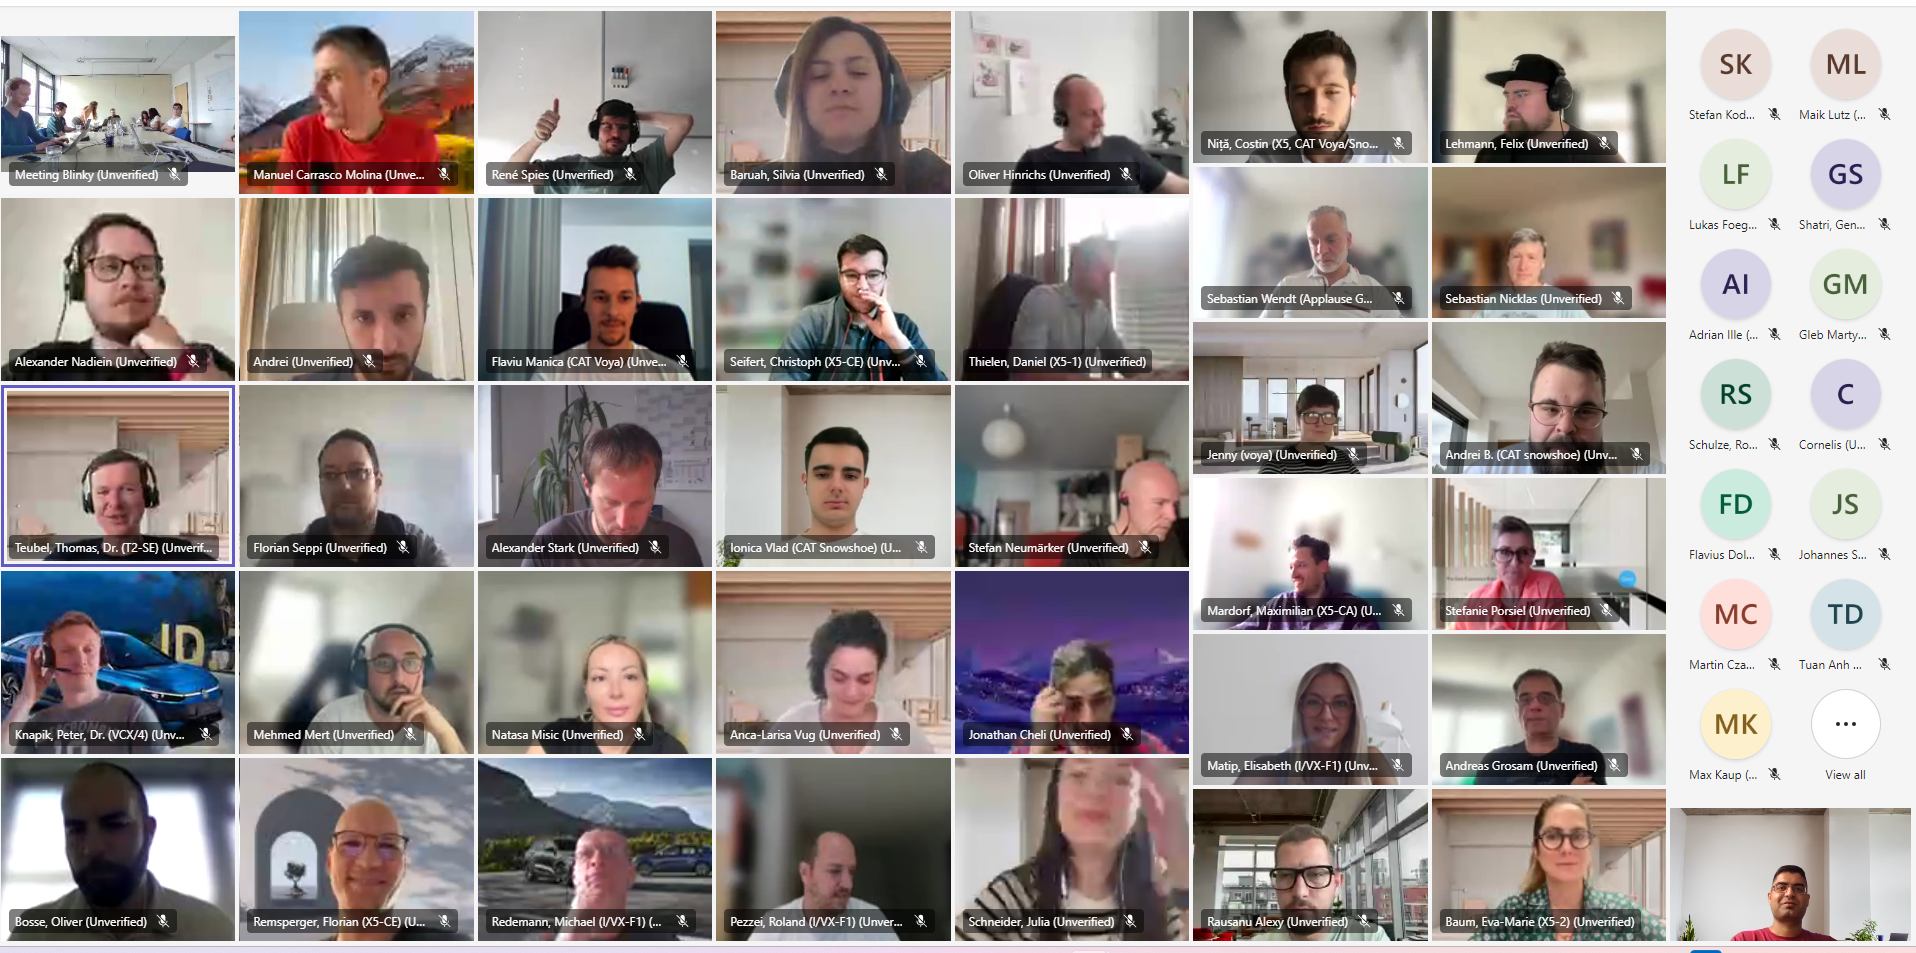 Meeting Blinky (Unverified)
Manuel Carrasco Molina (Unve...
René Spies (Unverified)
Baruah, Silvia (Unverified)
Oliver Hinrichs (Unverified)
Niță, Costin (X5, CAT Voya/Sno...
Lehmann, Felix (Unverified)
SK
ML
Stefan Kod...
Maik Lutz (...
Alexander Nadiein (Unverified)
Andrei (Unverified)
Flaviu Manica (CAT Voya) (Unve...
Seifert, Christoph (X5-CE) (Unv...
Thielen, Daniel (X5-1) (Unverified)
Sebastian Wendt (Applause G...
Sebastian Nicklas (Unverified)
LF
GS
Lukas Foeg...
Shatri, Gen...
AI
GM
Adrian Ille (...
Gleb Marty...
Teubel, Thomas, Dr. (T2-SE) (Unverif...
Florian Seppi (Unverified)
Alexander Stark (Unverified)
Ionica Vlad (CAT Snowshoe) (U...
Stefan Neumärker (Unverified)
Jenny (voya) (Unverified)
Andrei B. (CAT snowshoe) (Unv...
RS
C
Schulze, Ro...
Cornelis (U...
FD
JS
Flavius Dol...
Johannes S...
Mardorf, Maximilian (X5-CA) (U...
Stefanie Porsiel (Unverified)
ID
Knapik, Peter, Dr. (VCX/4) (Unv...
Mehmed Mert (Unverified)
Natasa Misic (Unverified)
Anca-Larisa Vug (Unverified)
Jonathan Cheli (Unverified)
Matip, Elisabeth (I/VX-F1) (Unv...
Andreas Grosam (Unverified)
MC
TD
Martin Cza...
Tuan Anh ...
MK
Max Kaup (...
View all
Bosse, Oliver (Unverified)
Remsperger, Florian (X5-CE) (U...
Redemann, Michael (I/VX-F1) (...
Pezzei, Roland (I/VX-F1) (Unver...
Schneider, Julia (Unverified)
Rausanu Alexy (Unverified)
Baum, Eva-Marie (X5-2) (Unverified)